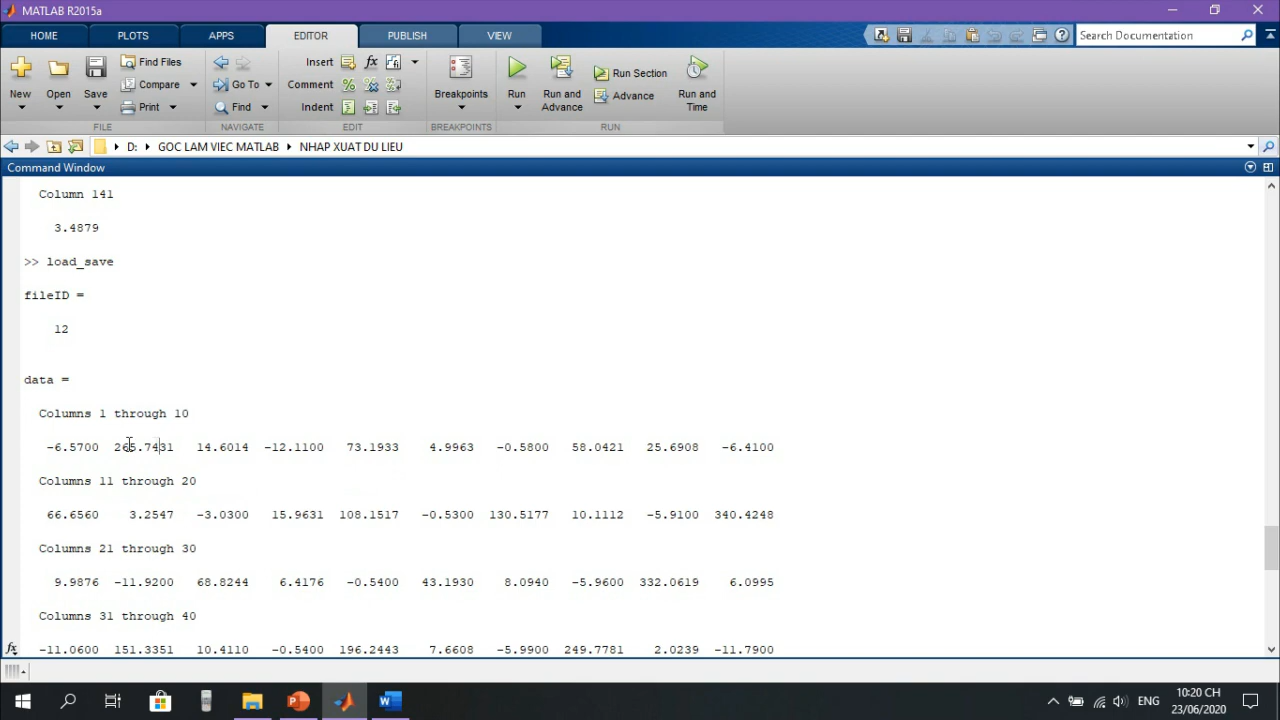 MATLAB R2015a
HOME PLOTS APPS EDITOR PUBLISH VIEW Search Documentation
New Open Save Find Files Compare Print Go To Find Insert Comment Indent Breakpoints Run Run and Advance Run Section Advance Run and Time
FILE NAVIGATE EDIT BREAKPOINTS RUN
D: GOC LAM VIEC MATLAB NHAP XUAT DU LIEU
Command Window
Column 141
3.4879
>> load_save
fileID =
12
data =
Columns 1 through 10
-6.5700 265.7431 14.6014 -12.1100 73.1933 4.9963 -0.5800 58.0421 25.6908 -6.4100
Columns 11 through 20
66.6560 3.2547 -3.0300 15.9631 108.1517 -0.5300 130.5177 10.1112 -5.9100 340.4248
Columns 21 through 30
9.9876 -11.9200 68.8244 6.4176 -0.5400 43.1930 8.0940 -5.9600 332.0619 6.0995
Columns 31 through 40
fx
-11.0600 151.3351 10.4110 -0.5400 196.2443 7.6608 -5.9900 249.7781 2.0239 -11.7900
ENG
10:20 CH
23/06/2020